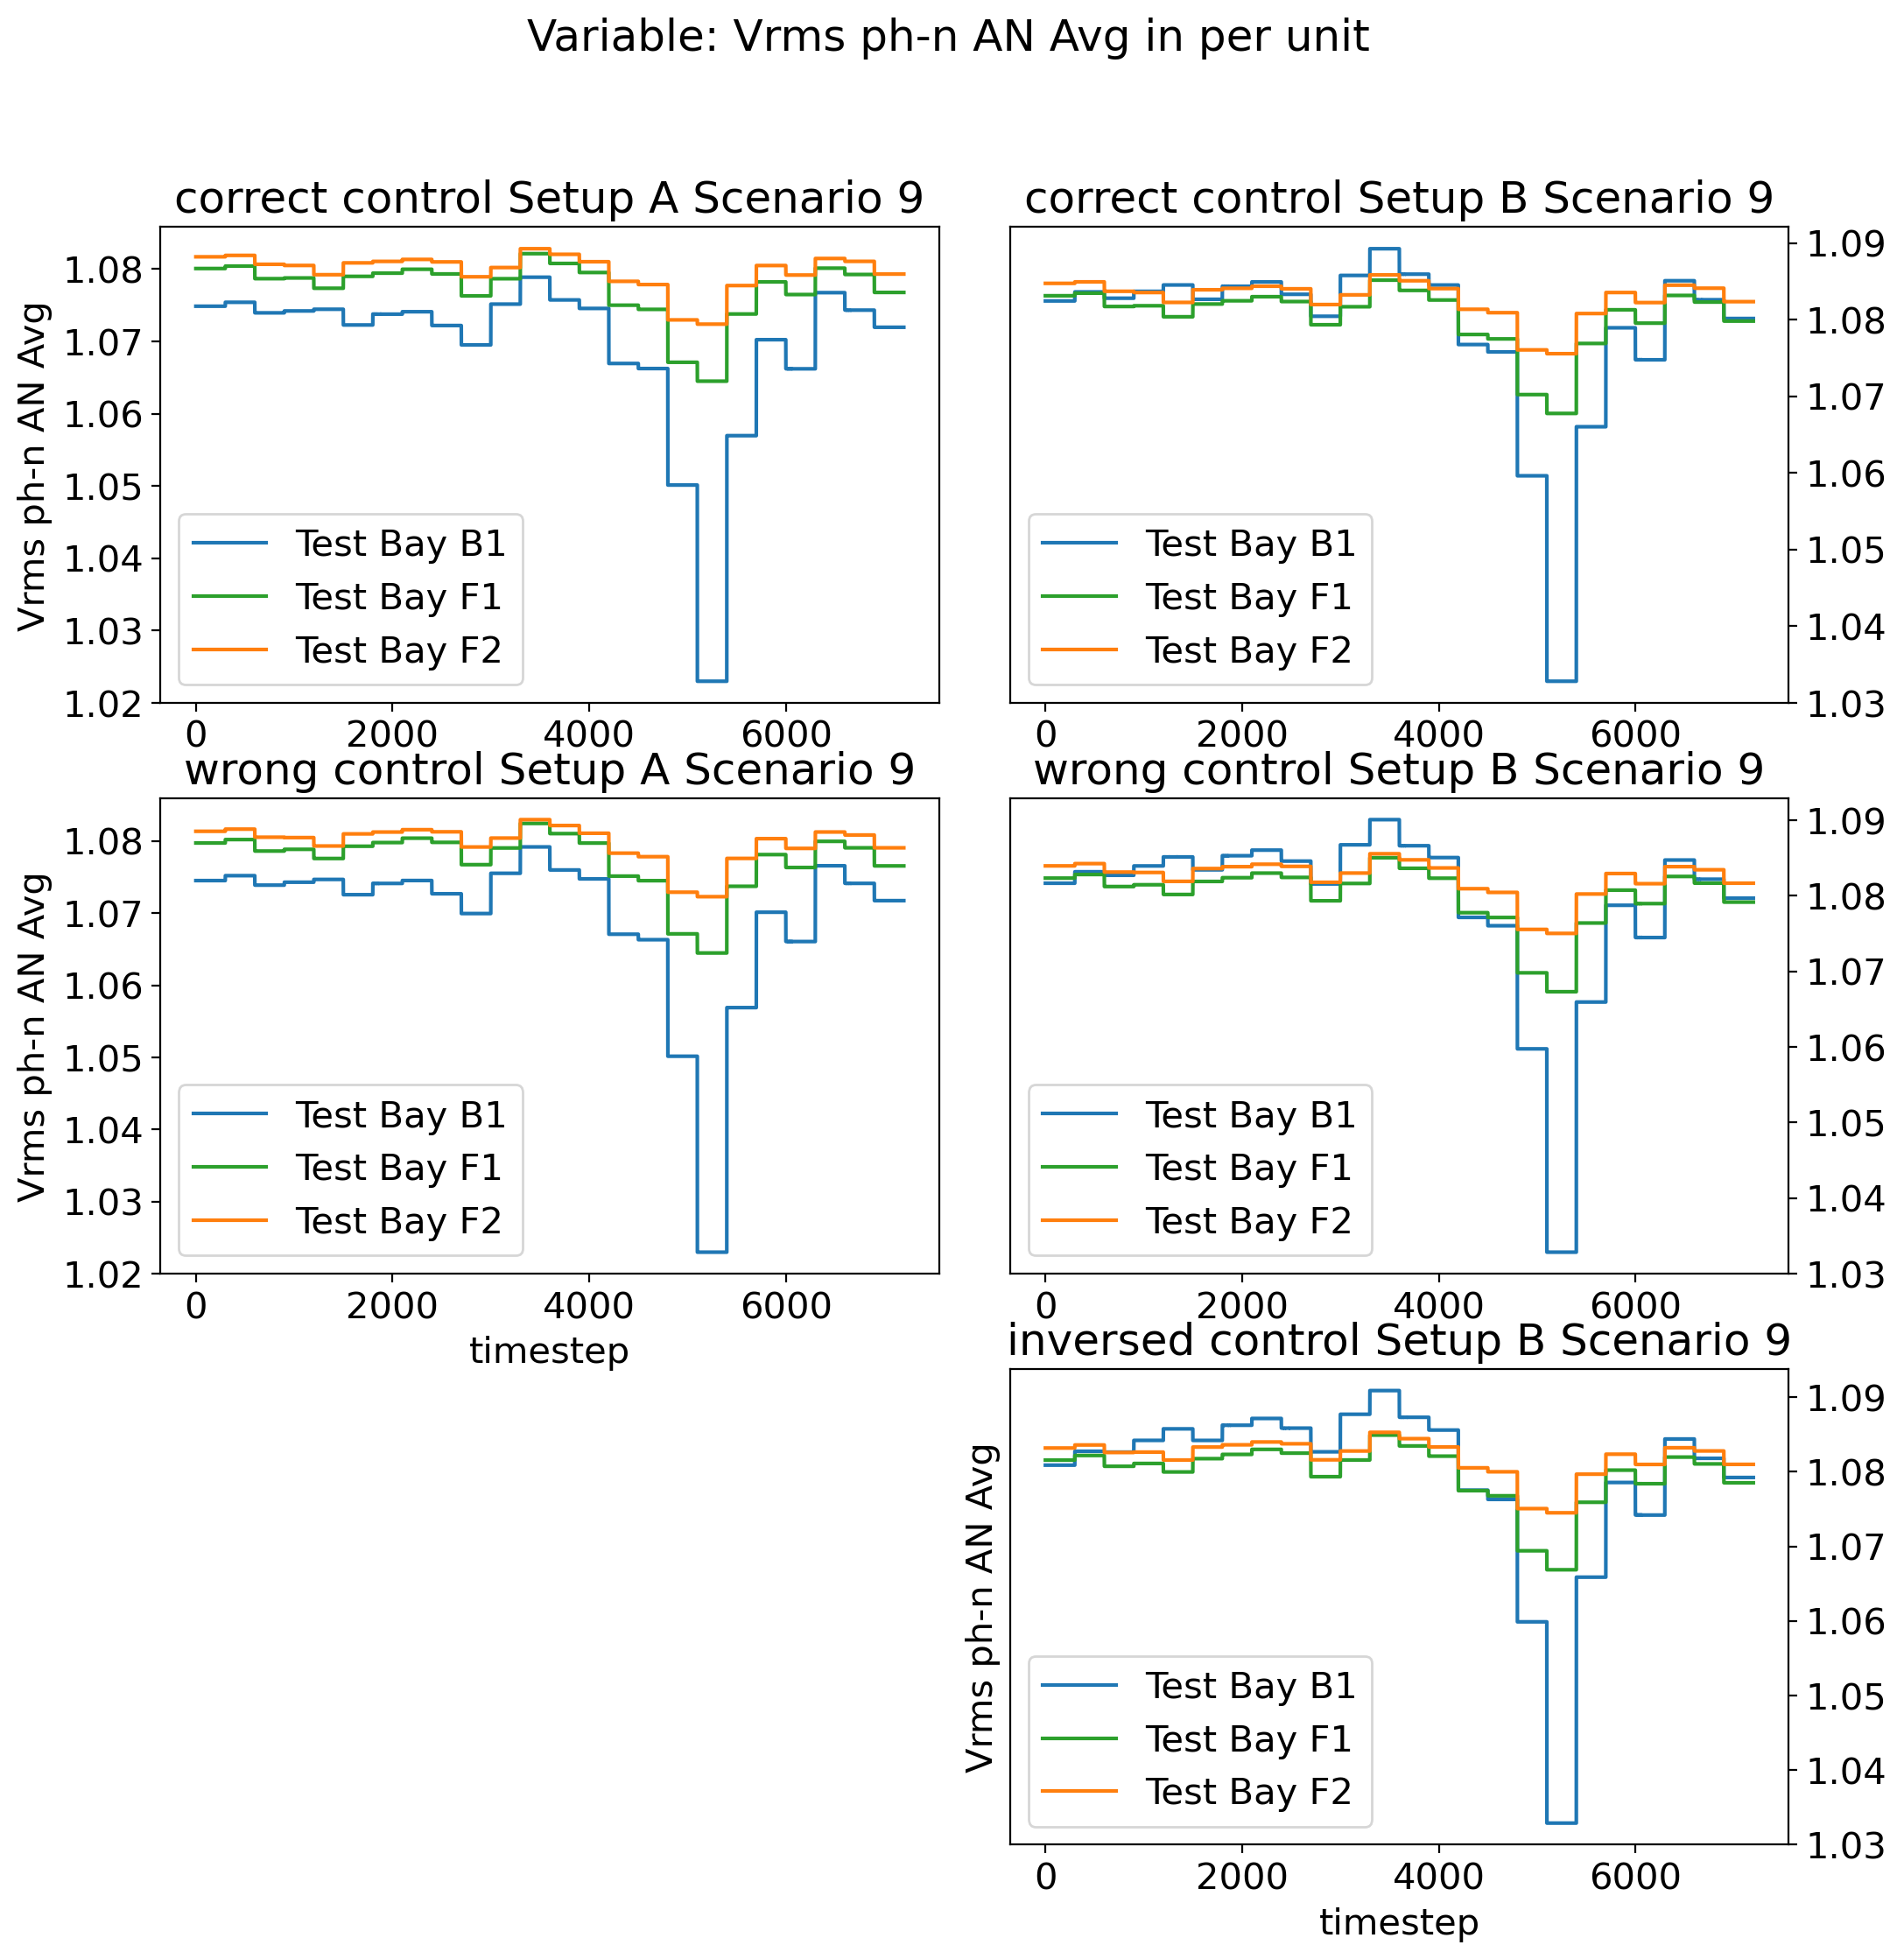 Variable: Vrms ph-n AN Avg in per unit
correct control Setup A Scenario 9
Vrms ph-n AN Avg
1.08
1.07
1.06
1.05
1.04
1.03
1.02
Test Bay B1
Test Bay F1
Test Bay F2
0 2000 4000 6000
correct control Setup B Scenario 9
1.09
1.08
1.07
1.06
1.05
1.04
1.03
Test Bay B1
Test Bay F1
Test Bay F2
0 2000 4000 6000
wrong control Setup A Scenario 9
Vrms ph-n AN Avg
1.08
1.07
1.06
1.05
1.04
1.03
1.02
Test Bay B1
Test Bay F1
Test Bay F2
0 2000 4000 6000
timestep
wrong control Setup B Scenario 9
1.09
1.08
1.07
1.06
1.05
1.04
1.03
Test Bay B1
Test Bay F1
Test Bay F2
0 2000 4000 6000
inversed control Setup B Scenario 9
Vrms ph-n AN Avg
1.09
1.08
1.07
1.06
1.05
1.04
1.03
Test Bay B1
Test Bay F1
Test Bay F2
0 2000 4000 6000
timestep